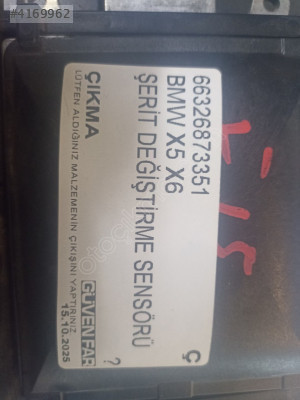 #4169962
66326873351
BMW X5 X6
ŞERİT DEĞİŞTİRME SENSÖRÜ
Ç
?
ÇIKMA
LÜTFEN ALDIĞINIZ MALZEMENİN ÇIKIŞINI YAPTIRINIZ
GÜVENFAR
15.10.2025